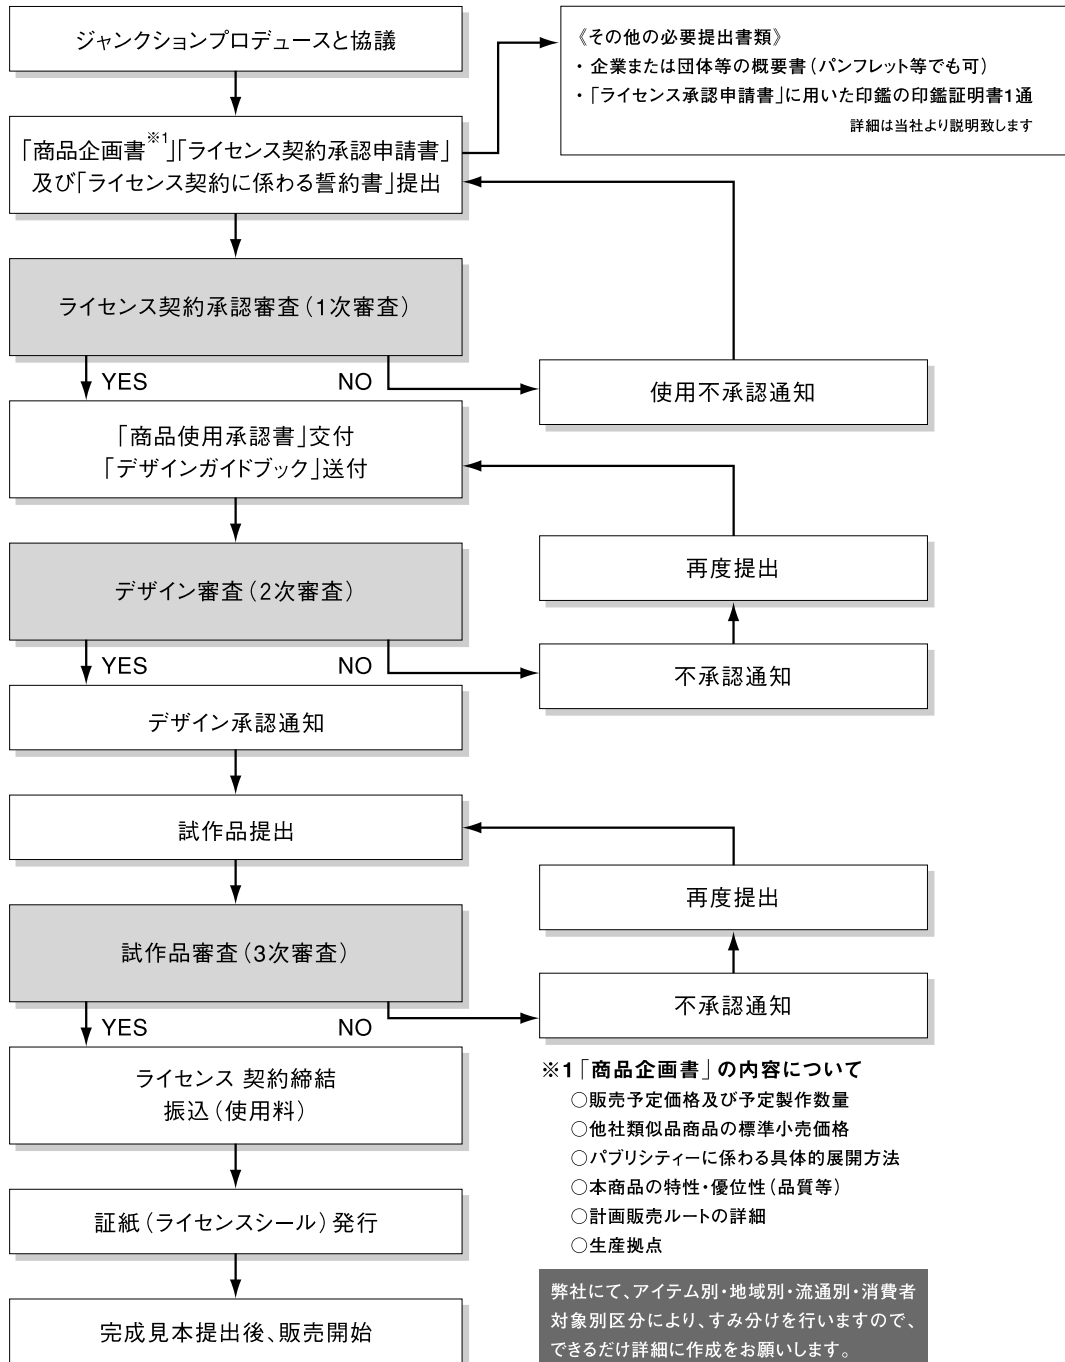 ジャンクションプロデュースと協議
《その他の必要提出書類》
・ 企業または団体等の概要書（パンフレット等でも可）
・「ライセンス承認申請書」に用いた印鑑の印鑑証明書1通
詳細は当社より説明致します
「商品企画書※1」「ライセンス契約承認申請書」
及び「ライセンス契約に係わる誓約書」提出
ライセンス契約承認審査（1次審査）
YES
NO
使用不承認通知
「商品使用承認書」交付
「デザインガイドブック」送付
再度提出
デザイン審査（2次審査）
YES
NO
不承認通知
デザイン承認通知
試作品提出
再度提出
試作品審査（3次審査）
YES
NO
不承認通知
ライセンス 契約締結
振込（使用料）
証紙（ライセンスシール）発行
完成見本提出後、販売開始
※1「商品企画書」の内容について
○販売予定価格及び予定製作数量
○他社類似品商品の標準小売価格
○パブリシティーに係わる具体的展開方法
○本商品の特性・優位性（品質等）
○計画販売ルートの詳細
○生産拠点
弊社にて、アイテム別・地域別・流通別・消費者
対象別区分により、すみ分けを行いますので、
できるだけ詳細に作成をお願いします。